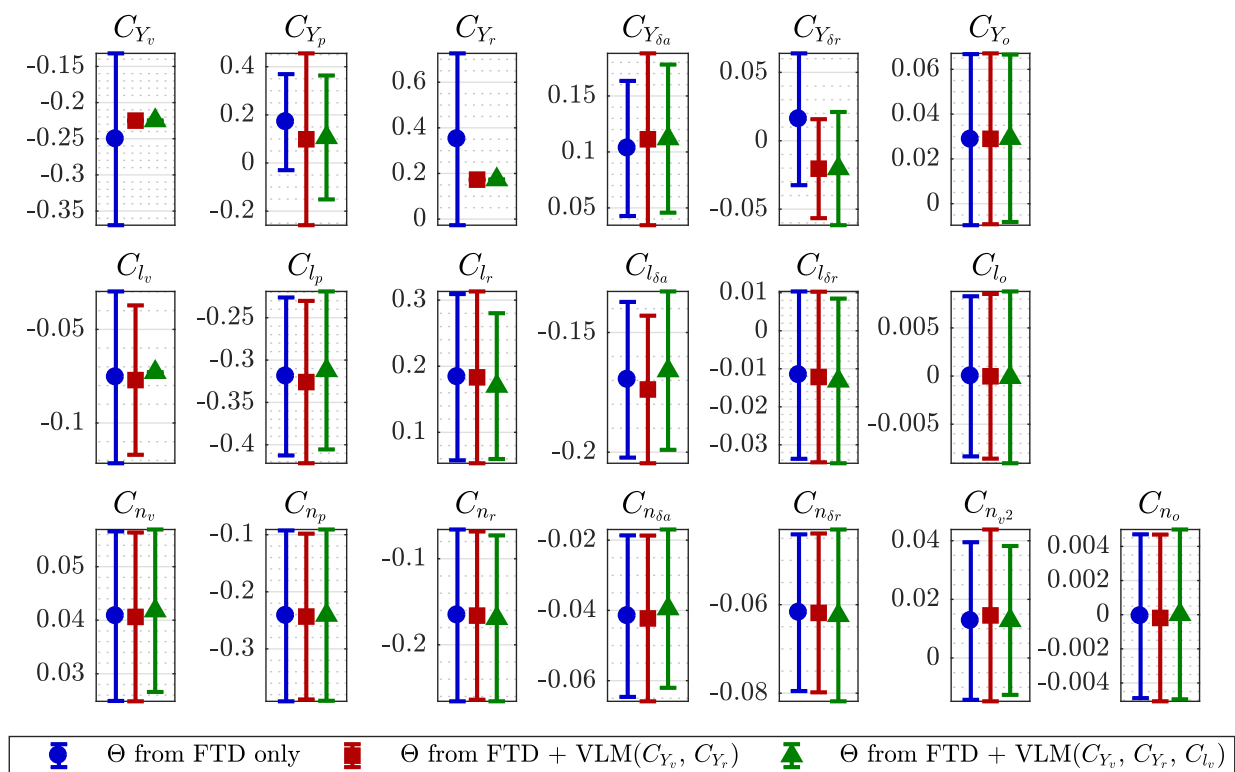 C_{Y_v} C_{Y_p} C_{Y_r} C_{Y_{δa}} C_{Y_{δr}} C_{Y_o}
-0.15 -0.2 -0.25 -0.3 -0.35
0.4 0.2 0 -0.2
0.6 0.4 0.2 0
0.15 0.1 0.05
0.05 0 -0.05
0.06 0.04 0.02 0
C_{l_v} C_{l_p} C_{l_r} C_{l_{δa}} C_{l_{δr}} C_{l_o}
-0.05 -0.1
-0.25 -0.3 -0.35 -0.4
0.3 0.2 0.1
-0.15 -0.2
0.01 0 -0.01 -0.02 -0.03
0.005 0 -0.005
C_{n_v} C_{n_p} C_{n_r} C_{n_{δa}} C_{n_{δr}} C_{n_{v^2}} C_{n_o}
0.05 0.04 0.03
-0.1 -0.2 -0.3
-0.1 -0.2
-0.02 -0.04 -0.06
-0.06 -0.08
0.04 0.02 0
0.004 0.002 0 -0.002 -0.004
Θ from FTD only Θ from FTD + VLM(C_{Y_v}, C_{Y_r}) Θ from FTD + VLM(C_{Y_v}, C_{Y_r}, C_{l_v})